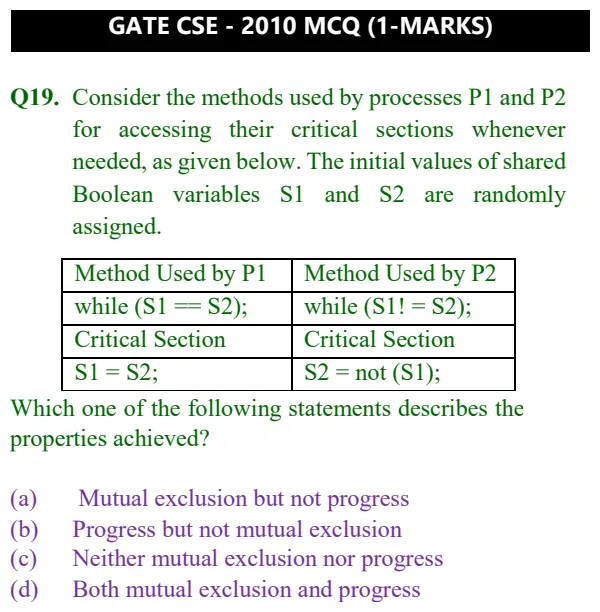 GATE CSE - 2010 MCQ (1-MARKS)
Q19. Consider the methods used by processes P1 and P2
for accessing their critical sections whenever
needed, as given below. The initial values of shared
Boolean variables S1 and S2 are randomly
assigned.
Method Used by P1 Method Used by P2
while (S1 == S2); while (S1! = S2);
Critical Section Critical Section
S1 = S2; S2 = not (S1);
Which one of the following statements describes the
properties achieved?
(a) Mutual exclusion but not progress
(b) Progress but not mutual exclusion
(c) Neither mutual exclusion nor progress
(d) Both mutual exclusion and progress